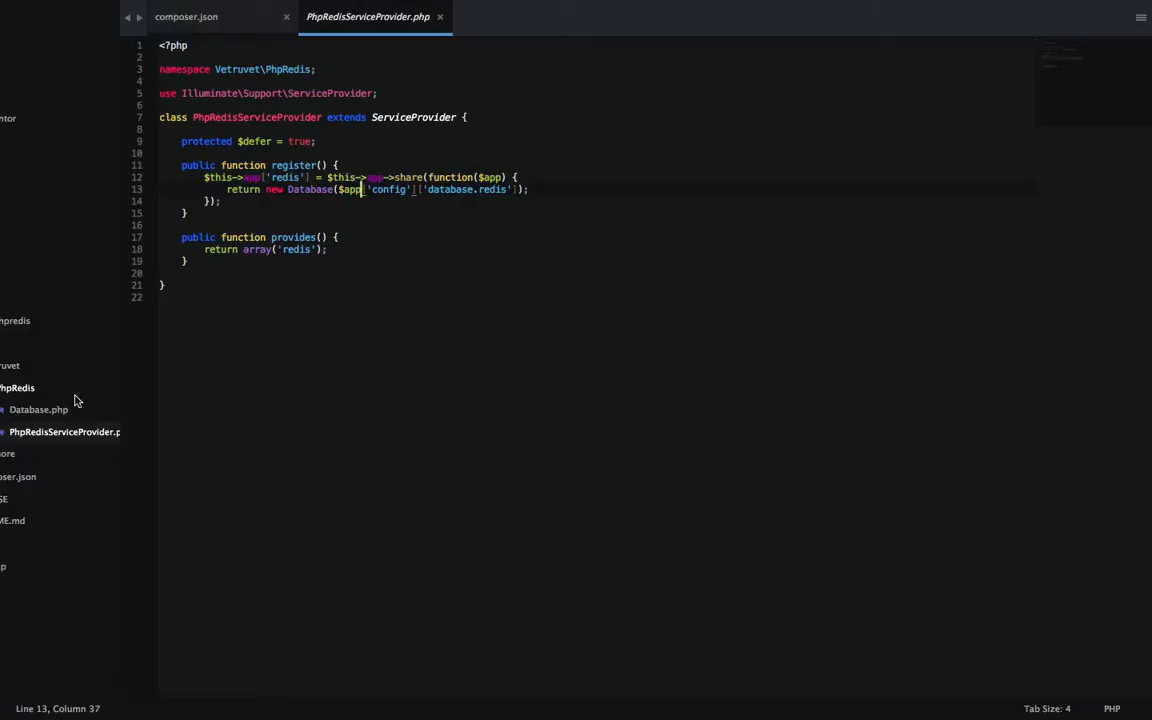 composer.json
PhpRedisServiceProvider.php
1 <?php
2
3 namespace Vetruvet\PhpRedis;
4
5 use Illuminate\Support\ServiceProvider;
6
7 class PhpRedisServiceProvider extends ServiceProvider {
8
9 protected $defer = true;
10
11 public function register() {
12 $this->app['redis'] = $this->app->share(function($app) {
13 return new Database($app['config']['database.redis']);
14 });
15 }
16
17 public function provides() {
18 return array('redis');
19 }
20
21 }
22
ntor
hpredis
ruvet
PhpRedis
Database.php
PhpRedisServiceProvider.p
ore
oser.json
SE
ME.md
p
Line 13, Column 37
Tab Size: 4
PHP